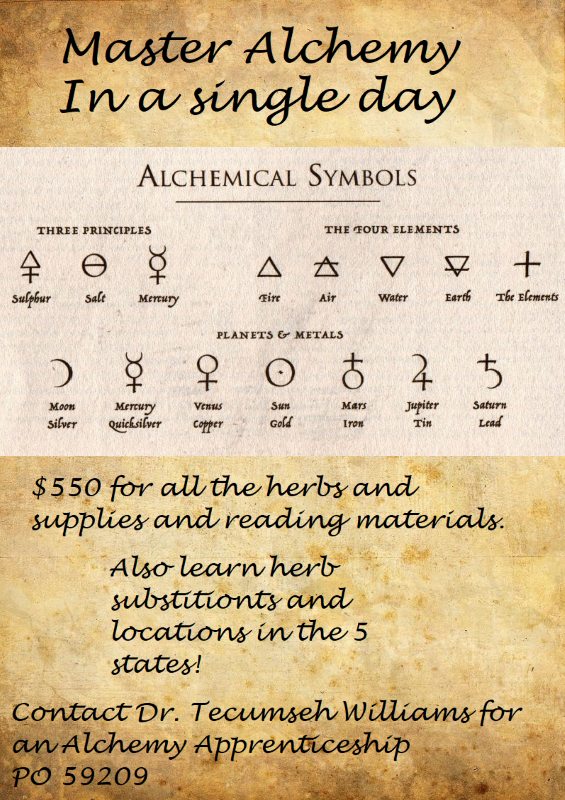 Master Alchemy
In a single day
Alchemical Symbols
Three Principles
The Four Elements
Sulphur Salt Mercury Fire Air Water Earth The Elements
Planets & Metals
Moon Mercury Venus Sun Mars Jupiter Saturn
Silver Quicksilver Copper Gold Iron Tin Lead
$550 for all the herbs and
supplies and reading materials.
Also learn herb
substitionts and
locations in the 5
states!
Contact Dr. Tecumseh Williams for
an Alchemy Apprenticeship
PO 59209